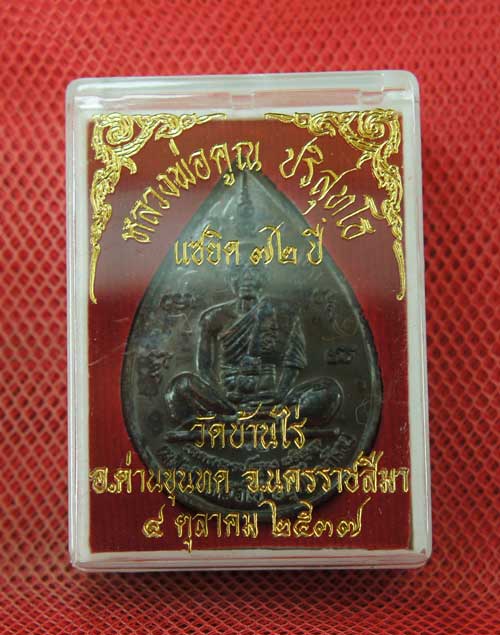 หลวงพ่อคูณ ปริสุทฺโธ
แซยิด ๗๒ ปี
วัดบ้านไร่
อ.ด่านขุนทด จ.นครราชสีมา
๔ ตุลาคม ๒๕๓๗